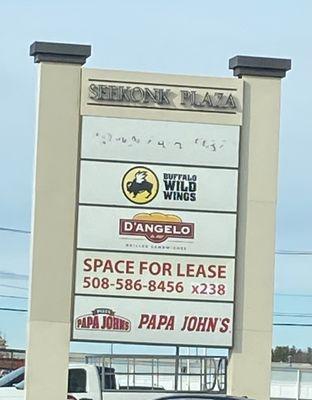 SEEKONK PLAZA
BUFFALO
WILD
WINGS
D'ANGELO
GRILLED SANDWICHES
SPACE FOR LEASE
508-586-8456 x238
PIZZA
PAPA JOHNS PAPA JOHN'S